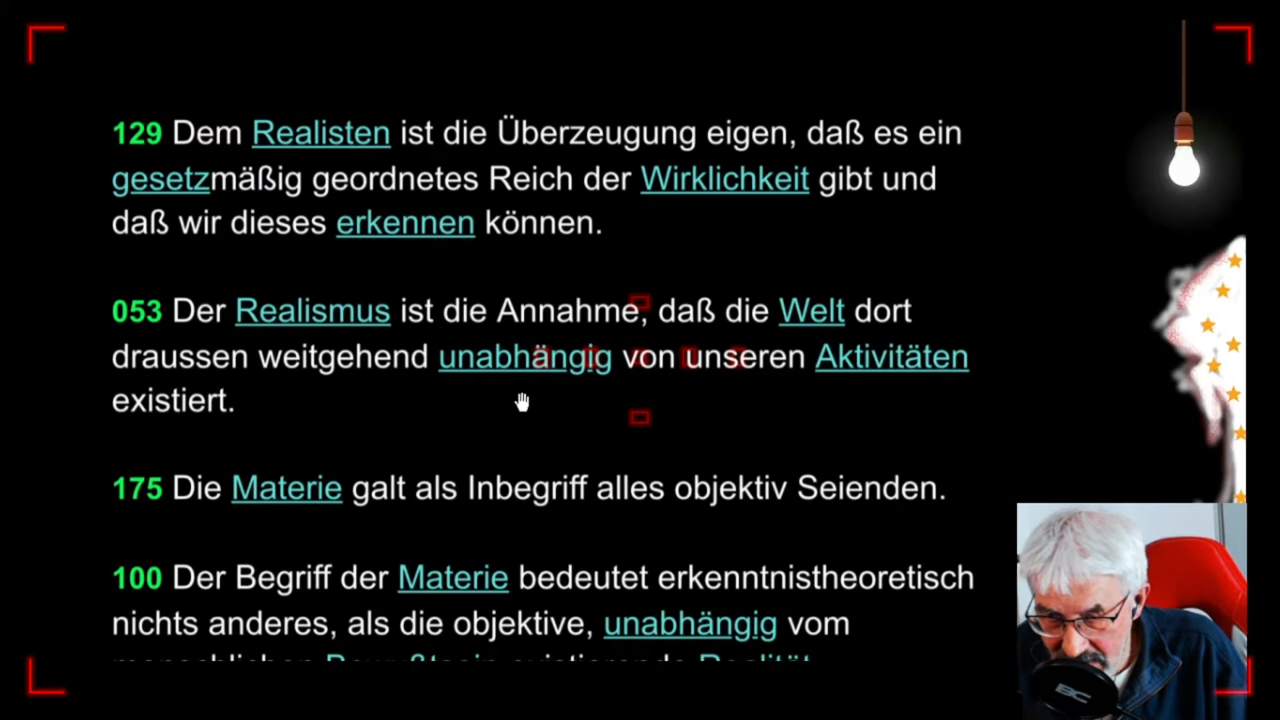 129 Dem Realisten ist die Überzeugung eigen, daß es ein
gesetzmäßig geordnetes Reich der Wirklichkeit gibt und
daß wir dieses erkennen können.
053 Der Realismus ist die Annahme, daß die Welt dort
draussen weitgehend unabhängig von unseren Aktivitäten
existiert.
175 Die Materie galt als Inbegriff alles objektiv Seienden.
100 Der Begriff der Materie bedeutet erkenntnistheoretisch
nichts anderes, als die objektive, unabhängig vom